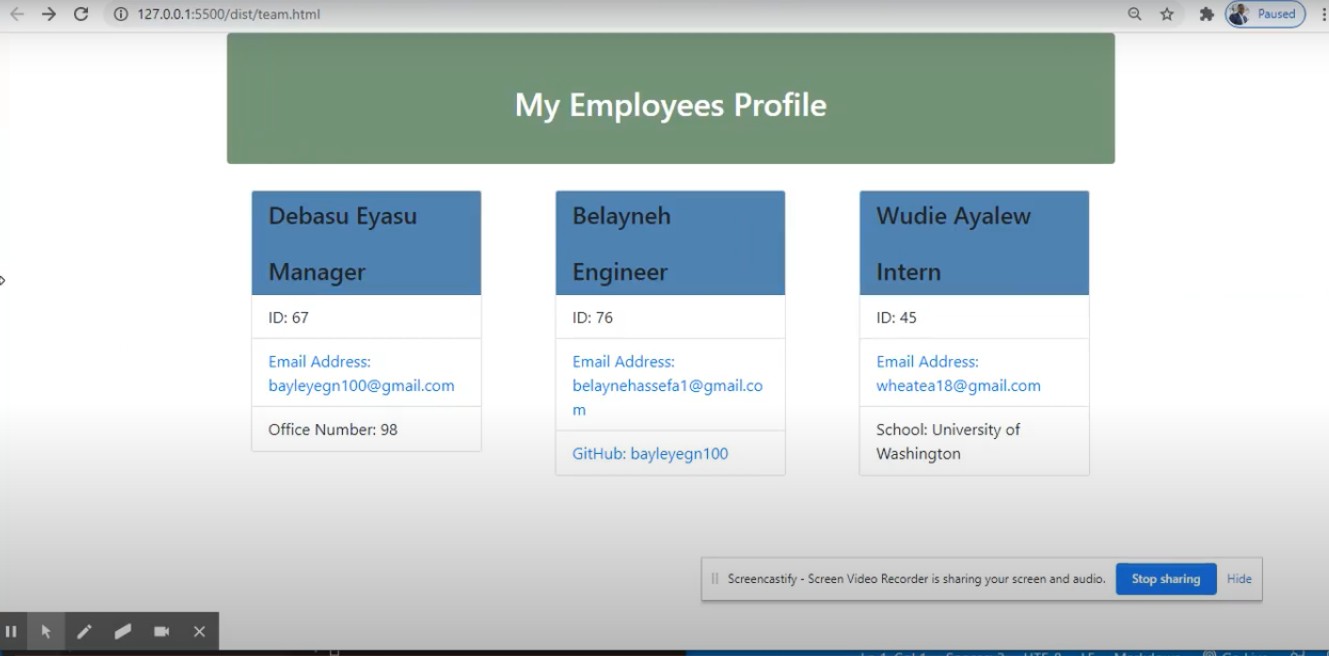 127.0.0.1:5500/dist/team.html
Paused
My Employees Profile
Debasu Eyasu
Manager
ID: 67
Email Address:
bayleyegn100@gmail.com
Office Number: 98
Belayneh
Engineer
ID: 76
Email Address:
belaynehassefa1@gmail.co
m
GitHub: bayleyegn100
Wudie Ayalew
Intern
ID: 45
Email Address:
wheatea18@gmail.com
School: University of
Washington
Screencastify - Screen Video Recorder is sharing your screen and audio.
Stop sharing
Hide